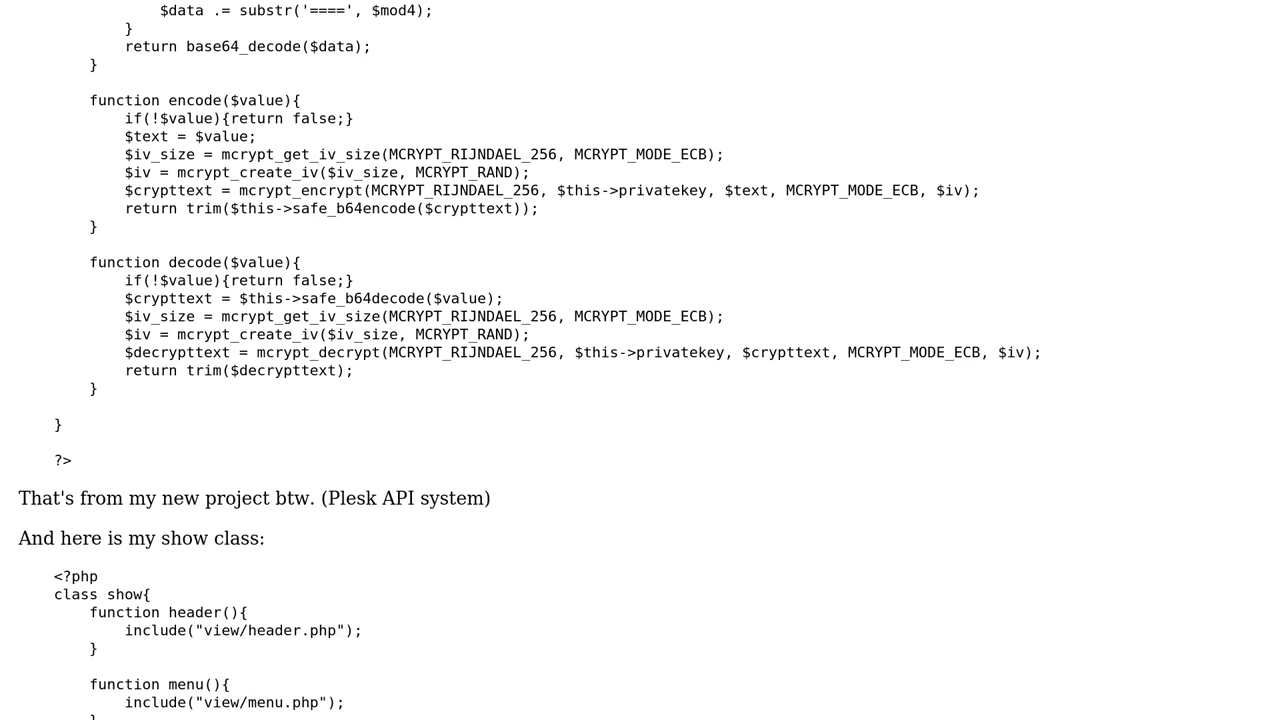 $data .= substr('====', $mod4);
}
return base64_decode($data);
}
function encode($value){
if(!$value){return false;}
$text = $value;
$iv_size = mcrypt_get_iv_size(MCRYPT_RIJNDAEL_256, MCRYPT_MODE_ECB);
$iv = mcrypt_create_iv($iv_size, MCRYPT_RAND);
$crypttext = mcrypt_encrypt(MCRYPT_RIJNDAEL_256, $this->privatekey, $text, MCRYPT_MODE_ECB, $iv);
return trim($this->safe_b64encode($crypttext));
}
function decode($value){
if(!$value){return false;}
$crypttext = $this->safe_b64decode($value);
$iv_size = mcrypt_get_iv_size(MCRYPT_RIJNDAEL_256, MCRYPT_MODE_ECB);
$iv = mcrypt_create_iv($iv_size, MCRYPT_RAND);
$decrypttext = mcrypt_decrypt(MCRYPT_RIJNDAEL_256, $this->privatekey, $crypttext, MCRYPT_MODE_ECB, $iv);
return trim($decrypttext);
}
}
?>
That's from my new project btw. (Plesk API system)
And here is my show class:
<?php
class show{
function header(){
include("view/header.php");
}
function menu(){
include("view/menu.php");
}